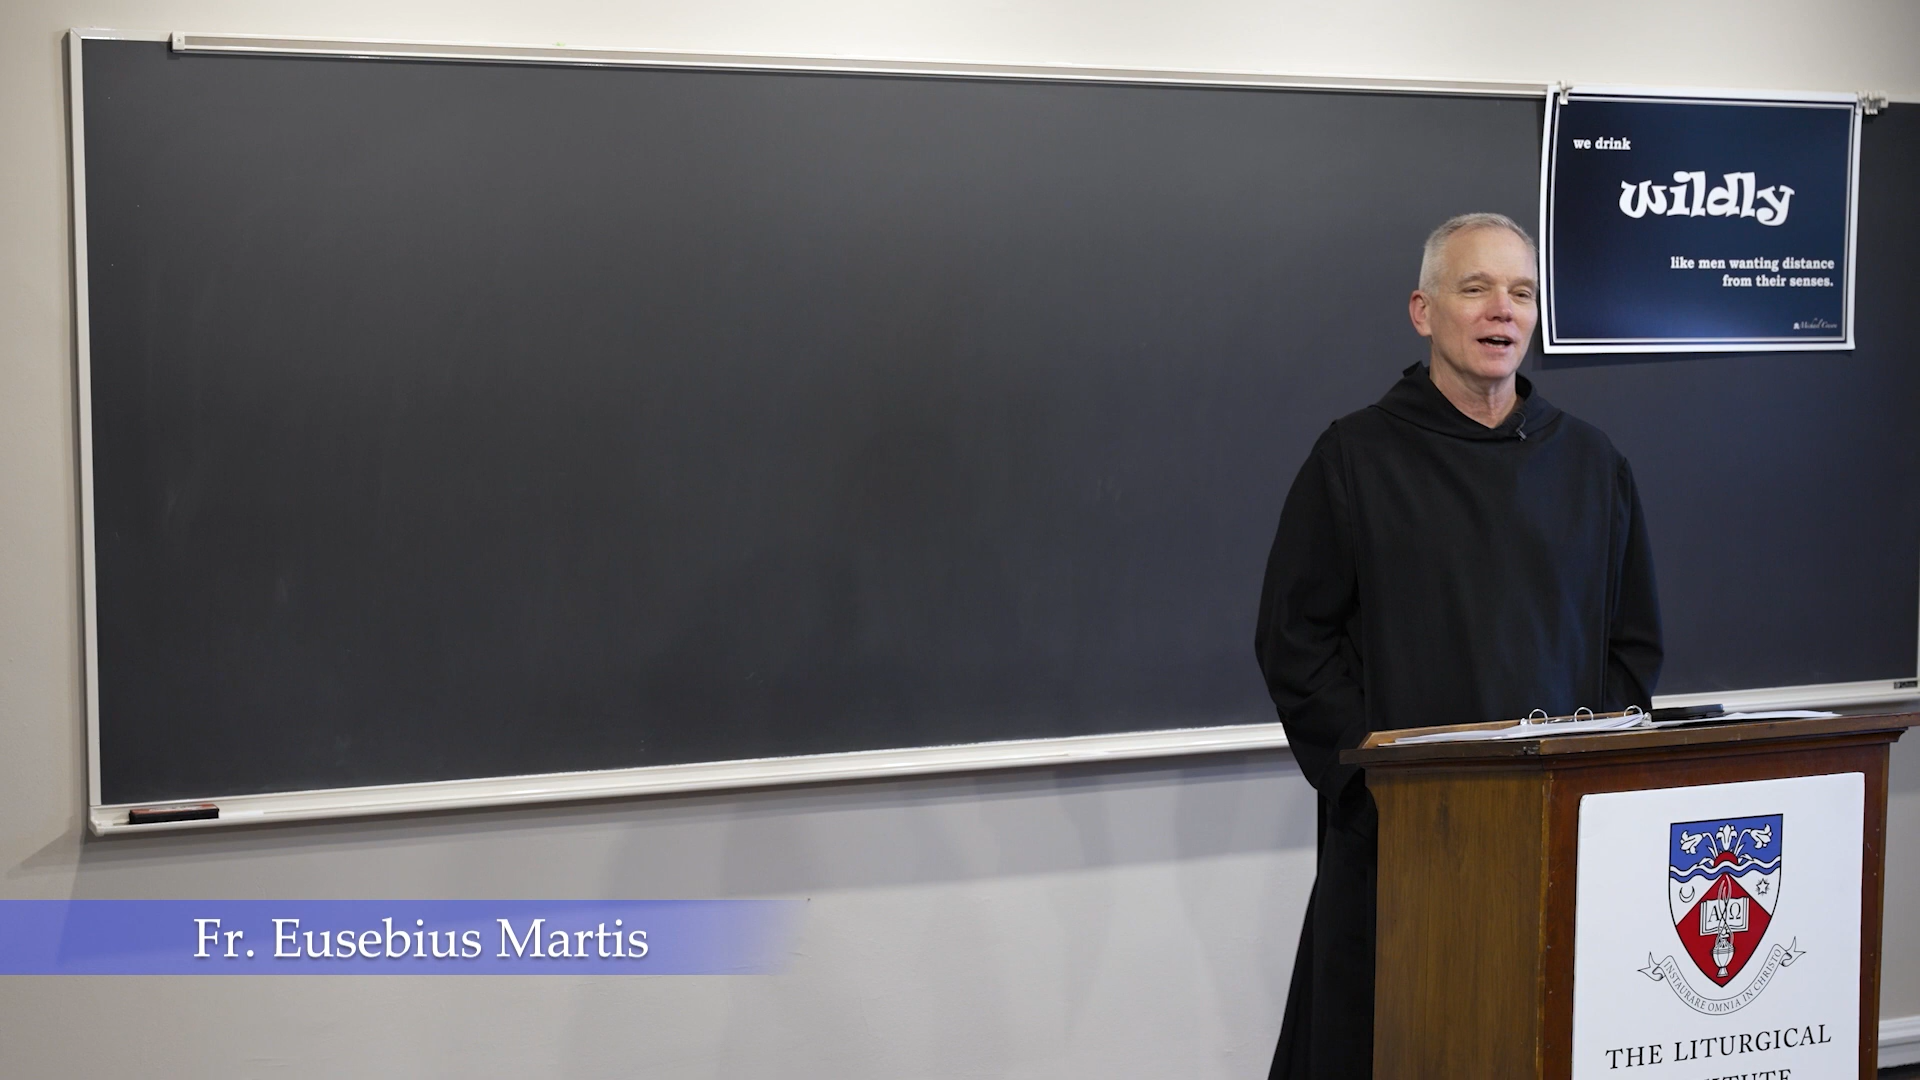 we drink
wildly
like men wanting distance
from their senses.
Fr. Eusebius Martis
A Ω
INSTAURARE OMNIA IN CHRISTO
THE LITURGICAL